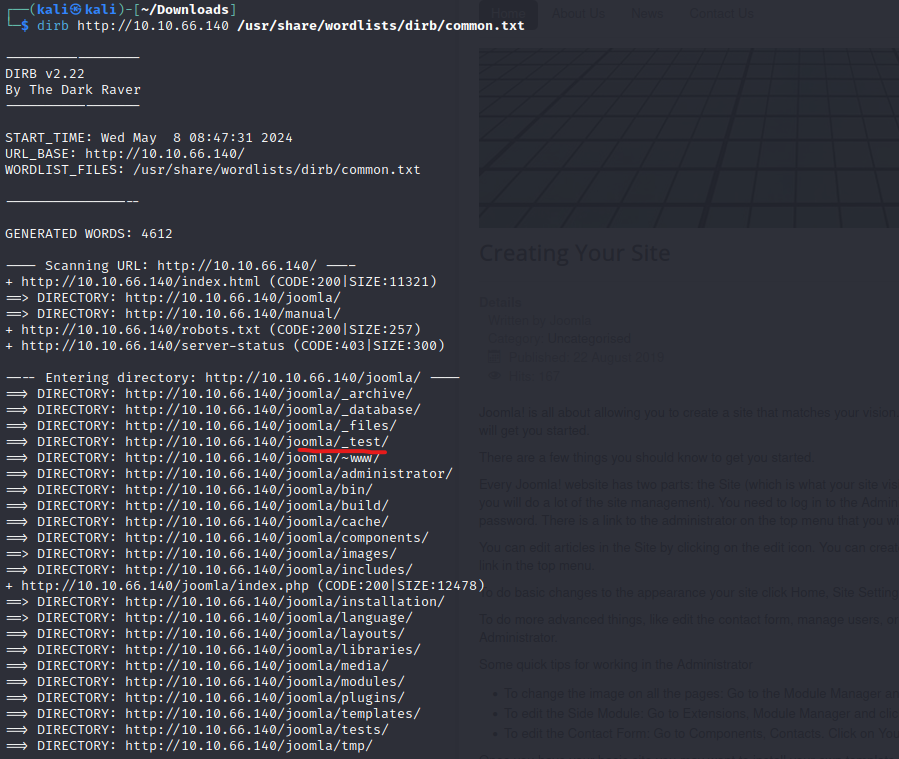 (kali㉿kali)-[~/Downloads]
$ dirb http://10.10.66.140 /usr/share/wordlists/dirb/common.txt
-----------------
DIRB v2.22
By The Dark Raver
-----------------
START_TIME: Wed May  8 08:47:31 2024
URL_BASE: http://10.10.66.140/
WORDLIST_FILES: /usr/share/wordlists/dirb/common.txt
-----------------
GENERATED WORDS: 4612
---- Scanning URL: http://10.10.66.140/ ----
+ http://10.10.66.140/index.html (CODE:200|SIZE:11321)
==> DIRECTORY: http://10.10.66.140/joomla/
==> DIRECTORY: http://10.10.66.140/manual/
+ http://10.10.66.140/robots.txt (CODE:200|SIZE:257)
+ http://10.10.66.140/server-status (CODE:403|SIZE:300)
---- Entering directory: http://10.10.66.140/joomla/ ----
==> DIRECTORY: http://10.10.66.140/joomla/_archive/
==> DIRECTORY: http://10.10.66.140/joomla/_database/
==> DIRECTORY: http://10.10.66.140/joomla/_files/
==> DIRECTORY: http://10.10.66.140/joomla/_test/
==> DIRECTORY: http://10.10.66.140/joomla/~www/
==> DIRECTORY: http://10.10.66.140/joomla/administrator/
==> DIRECTORY: http://10.10.66.140/joomla/bin/
==> DIRECTORY: http://10.10.66.140/joomla/build/
==> DIRECTORY: http://10.10.66.140/joomla/cache/
==> DIRECTORY: http://10.10.66.140/joomla/components/
==> DIRECTORY: http://10.10.66.140/joomla/images/
==> DIRECTORY: http://10.10.66.140/joomla/includes/
+ http://10.10.66.140/joomla/index.php (CODE:200|SIZE:12478)
==> DIRECTORY: http://10.10.66.140/joomla/installation/
==> DIRECTORY: http://10.10.66.140/joomla/language/
==> DIRECTORY: http://10.10.66.140/joomla/layouts/
==> DIRECTORY: http://10.10.66.140/joomla/libraries/
==> DIRECTORY: http://10.10.66.140/joomla/media/
==> DIRECTORY: http://10.10.66.140/joomla/modules/
==> DIRECTORY: http://10.10.66.140/joomla/plugins/
==> DIRECTORY: http://10.10.66.140/joomla/templates/
==> DIRECTORY: http://10.10.66.140/joomla/tests/
==> DIRECTORY: http://10.10.66.140/joomla/tmp/
Home About Us News Contact Us
Creating Your Site
Details
Written by Joomla
Category: Uncategorised
Joomla! is all about allowing you to create a site that matches your vision
will get you started.
There are a few things you should know to get you started.
Every Joomla! website has two parts: the Site (which is what your site
you will do a lot of the site management). You need to log in to the
password. There is a link to the administrator on the top menu that you
You can edit articles in the Site by clicking on the edit icon. You can
link in the top menu.
To do basic changes to the appearance your site click Home, Site
To do more advanced things, like edit the contact form, manage users, or
Administrator.
Some quick tips for working in the Administrator
To change the image on all the pages: Go to the Module Manager
To edit the Side Module: Go to Extensions, Module Manager and
To edit the Contact Form: Go to Components, Contacts. Click on